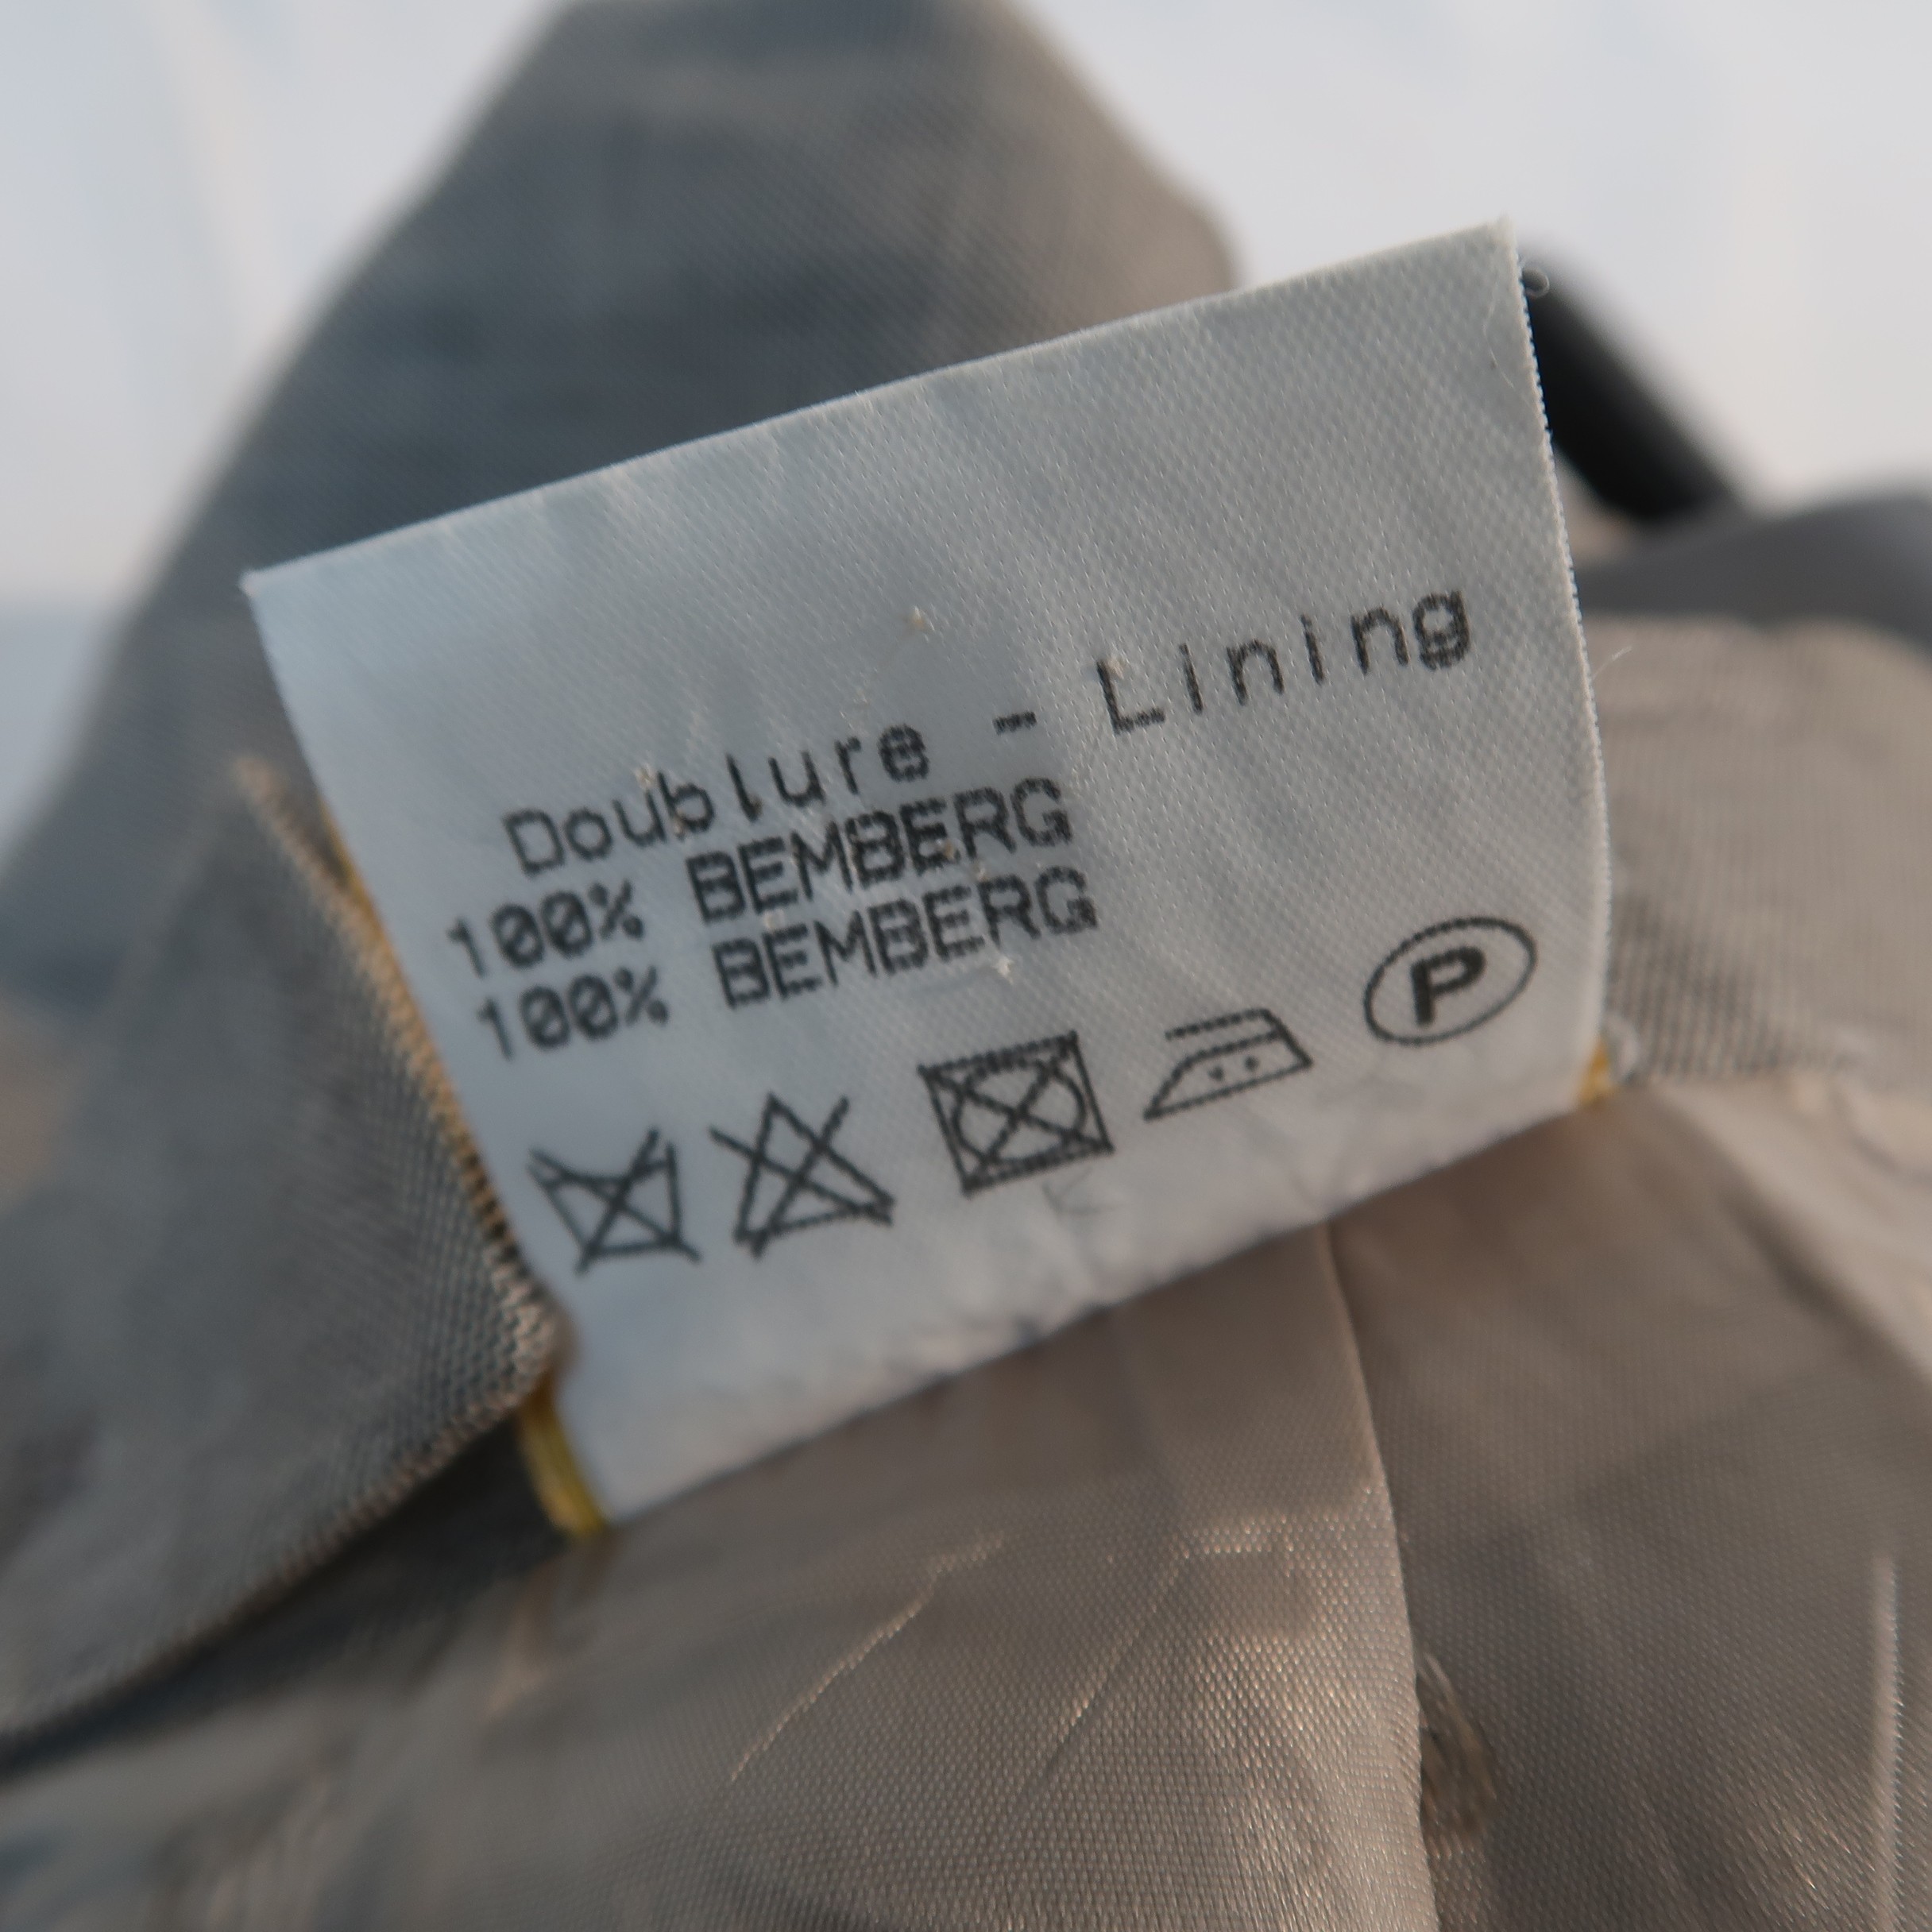 Doublure - Lining
100% BEMBERG
100% BEMBERG
P